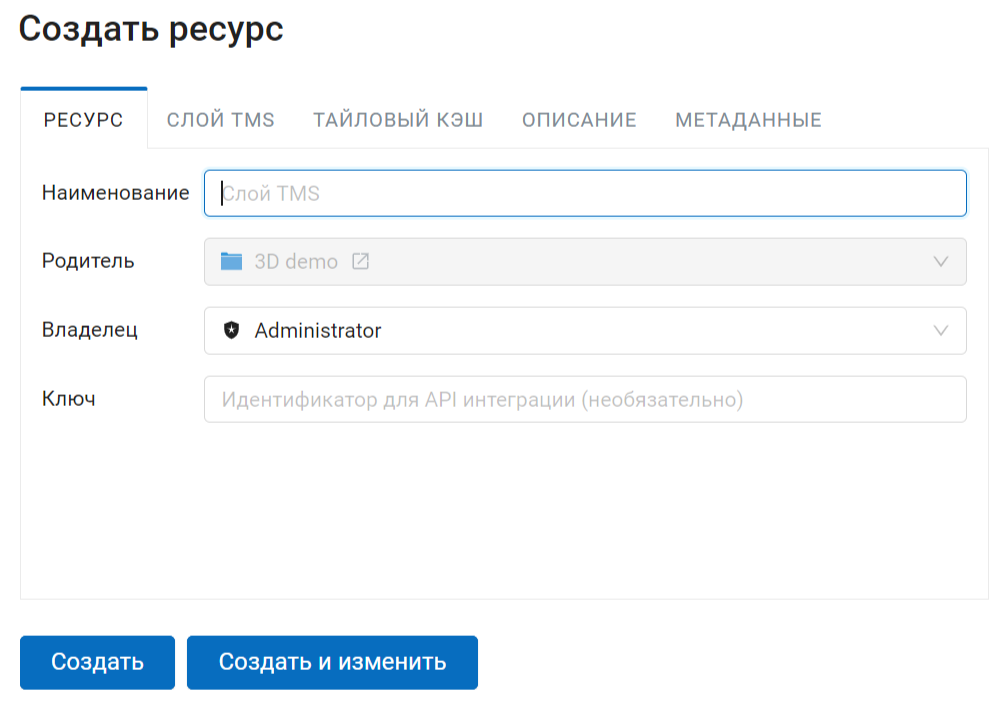 Создать ресурс
РЕСУРС СЛОЙ TMS ТАЙЛОВЫЙ КЭШ ОПИСАНИЕ МЕТАДАННЫЕ
Наименование Слой TMS
Родитель 3D demo
Владелец Administrator
Ключ Идентификатор для API интеграции (необязательно)
Создать Создать и изменить